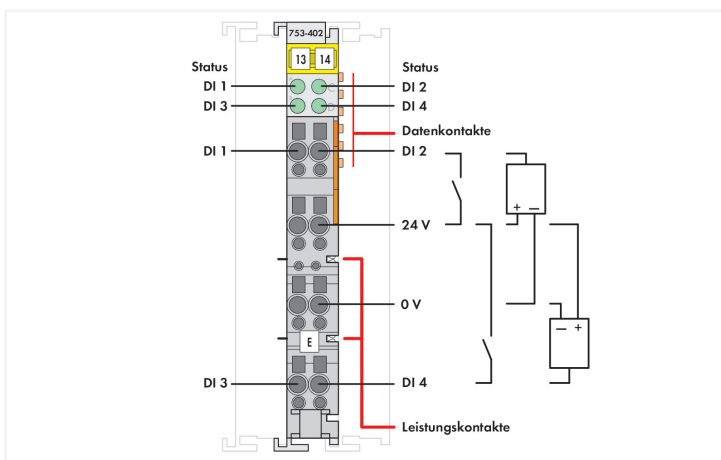 753-402
13 14
Status Status
DI 1 DI 2
DI 3 DI 4
Datenkontakte
DI 1 DI 2
+ –
24 V
0 V
– +
E
DI 3 DI 4
Leistungskontakte